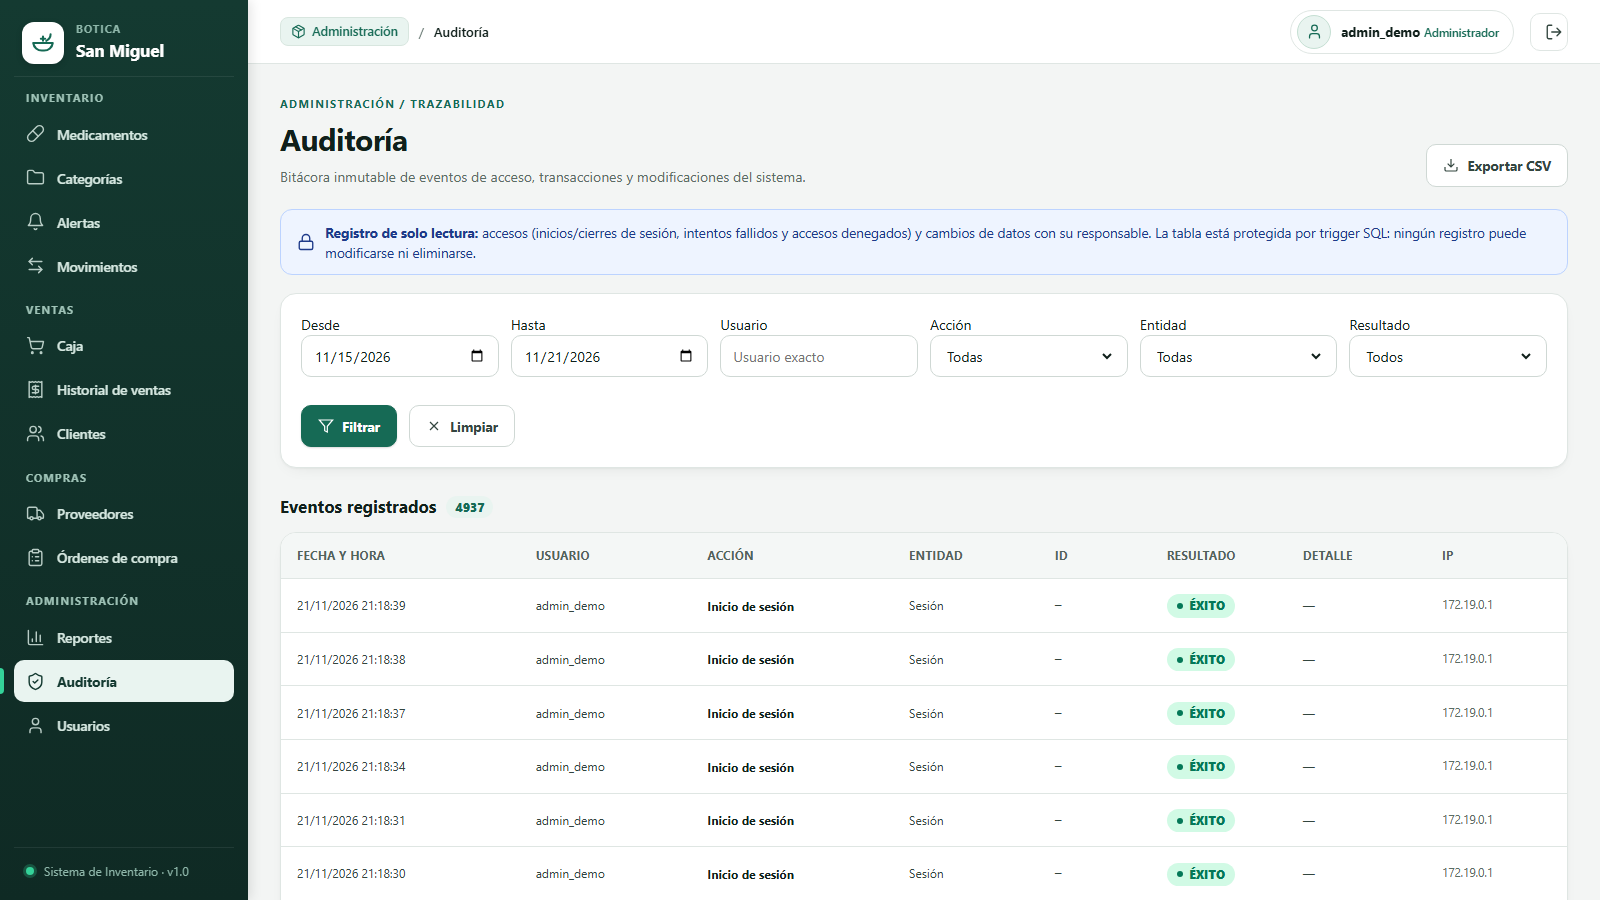 BOTICA
San Miguel
INVENTARIO
Medicamentos
Categorías
Alertas
Movimientos
VENTAS
Caja
Historial de ventas
Clientes
COMPRAS
Proveedores
Órdenes de compra
ADMINISTRACIÓN
Reportes
Auditoría
Usuarios
Sistema de Inventario · v1.0
Administración / Auditoría
admin_demo Administrador
ADMINISTRACIÓN / TRAZABILIDAD
Auditoría
Bitácora inmutable de eventos de acceso, transacciones y modificaciones del sistema.
Exportar CSV
Registro de solo lectura: accesos (inicios/cierres de sesión, intentos fallidos y accesos denegados) y cambios de datos con su responsable. La tabla está protegida por trigger SQL: ningún registro puede
modificarse ni eliminarse.
Desde Hasta Usuario Acción Entidad Resultado
11/15/2026 11/21/2026 Usuario exacto Todas Todas Todos
Filtrar Limpiar
Eventos registrados 4937
FECHA Y HORA USUARIO ACCIÓN ENTIDAD ID RESULTADO DETALLE IP
21/11/2026 21:18:39 admin_demo Inicio de sesión Sesión – ÉXITO — 172.19.0.1
21/11/2026 21:18:38 admin_demo Inicio de sesión Sesión – ÉXITO — 172.19.0.1
21/11/2026 21:18:37 admin_demo Inicio de sesión Sesión – ÉXITO — 172.19.0.1
21/11/2026 21:18:34 admin_demo Inicio de sesión Sesión – ÉXITO — 172.19.0.1
21/11/2026 21:18:31 admin_demo Inicio de sesión Sesión – ÉXITO — 172.19.0.1
21/11/2026 21:18:30 admin_demo Inicio de sesión Sesión – ÉXITO — 172.19.0.1